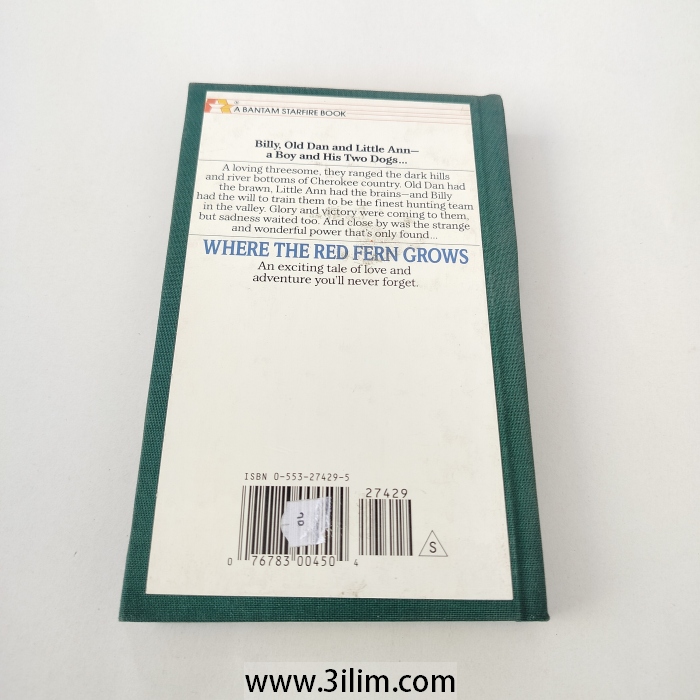 ® A BANTAM STARFIRE BOOK
Billy, Old Dan and Little Ann—
a Boy and His Two Dogs...
A loving threesome, they ranged the dark hills
and river bottoms of Cherokee country. Old Dan had
the brawn, Little Ann had the brains—and Billy
had the will to train them to be the finest hunting team
in the valley. Glory and victory were coming to them,
but sadness waited too. And close by was the strange
and wonderful power that's only found...
WHERE THE RED FERN GROWS
An exciting tale of love and
adventure you'll never forget.
ISBN 0-553-27429-5
27429
S
0 76783 00450 4
www.3ilim.com